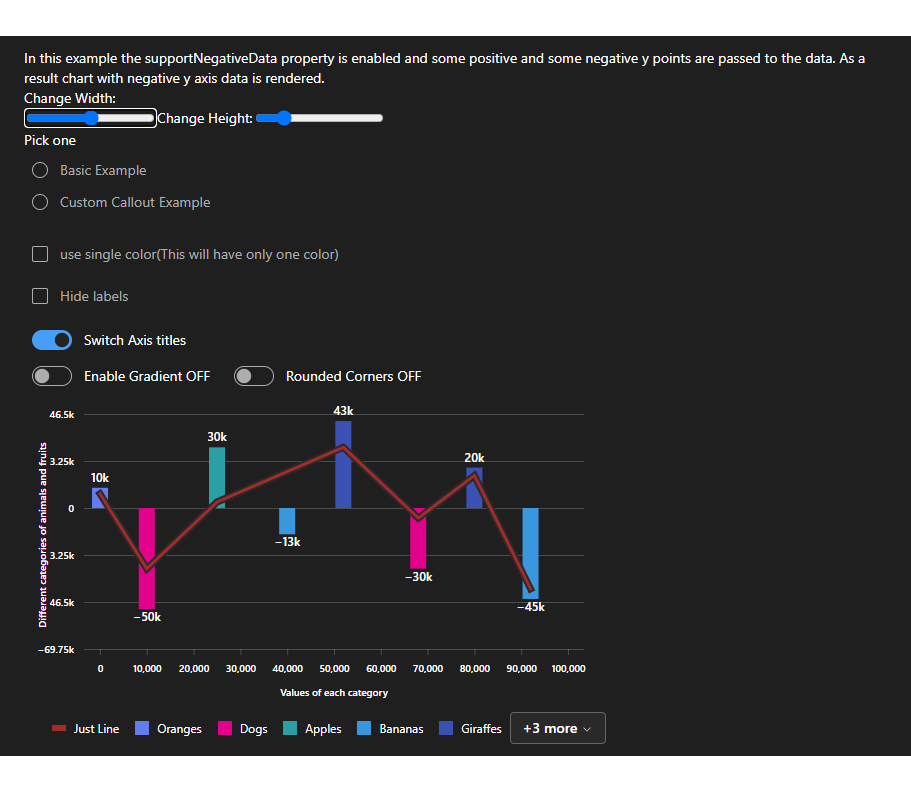 In this example the supportNegativeData property is enabled and some positive and some negative y points are passed to the data. As a
result chart with negative y axis data is rendered.
Change Width:
Change Height:
Pick one
Basic Example
Custom Callout Example
use single color(This will have only one color)
Hide labels
Switch Axis titles
Enable Gradient OFF
Rounded Corners OFF
46.5k
3.25k
0
3.25k
46.5k
−69.75k
Different categories of animals and fruits
10k
−50k
30k
−13k
43k
−30k
20k
−45k
0
10,000
20,000
30,000
40,000
50,000
60,000
70,000
80,000
90,000
100,000
Values of each category
Just Line
Oranges
Dogs
Apples
Bananas
Giraffes
+3 more